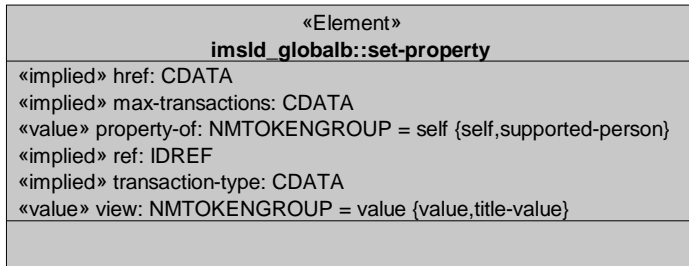 «Element»
imsld_globalb::set-property
«implied» href: CDATA
«implied» max-transactions: CDATA
«value» property-of: NMTOKENGROUP = self {self,supported-person}
«implied» ref: IDREF
«implied» transaction-type: CDATA
«value» view: NMTOKENGROUP = value {value,title-value}